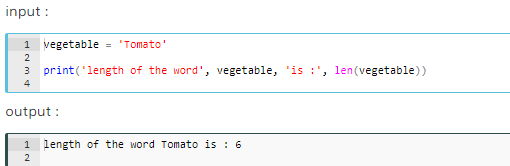 input :
1 vegetable = 'Tomato'
2
3 print('length of the word', vegetable, 'is :', len(vegetable))
4
output :
1 length of the word Tomato is : 6
2